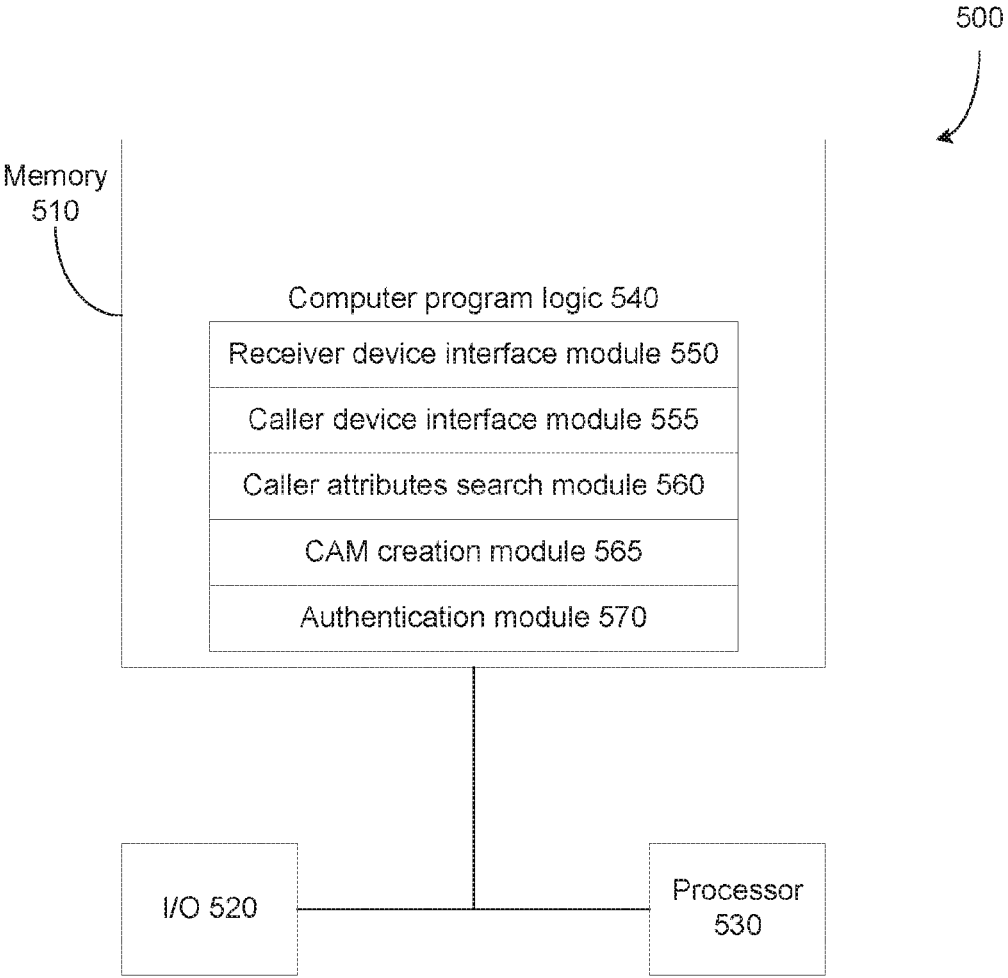 500
Memory
510
Computer program logic 540
Receiver device interface module 550
Caller device interface module 555
Caller attributes search module 560
CAM creation module 565
Authentication module 570
I/O 520
Processor
530